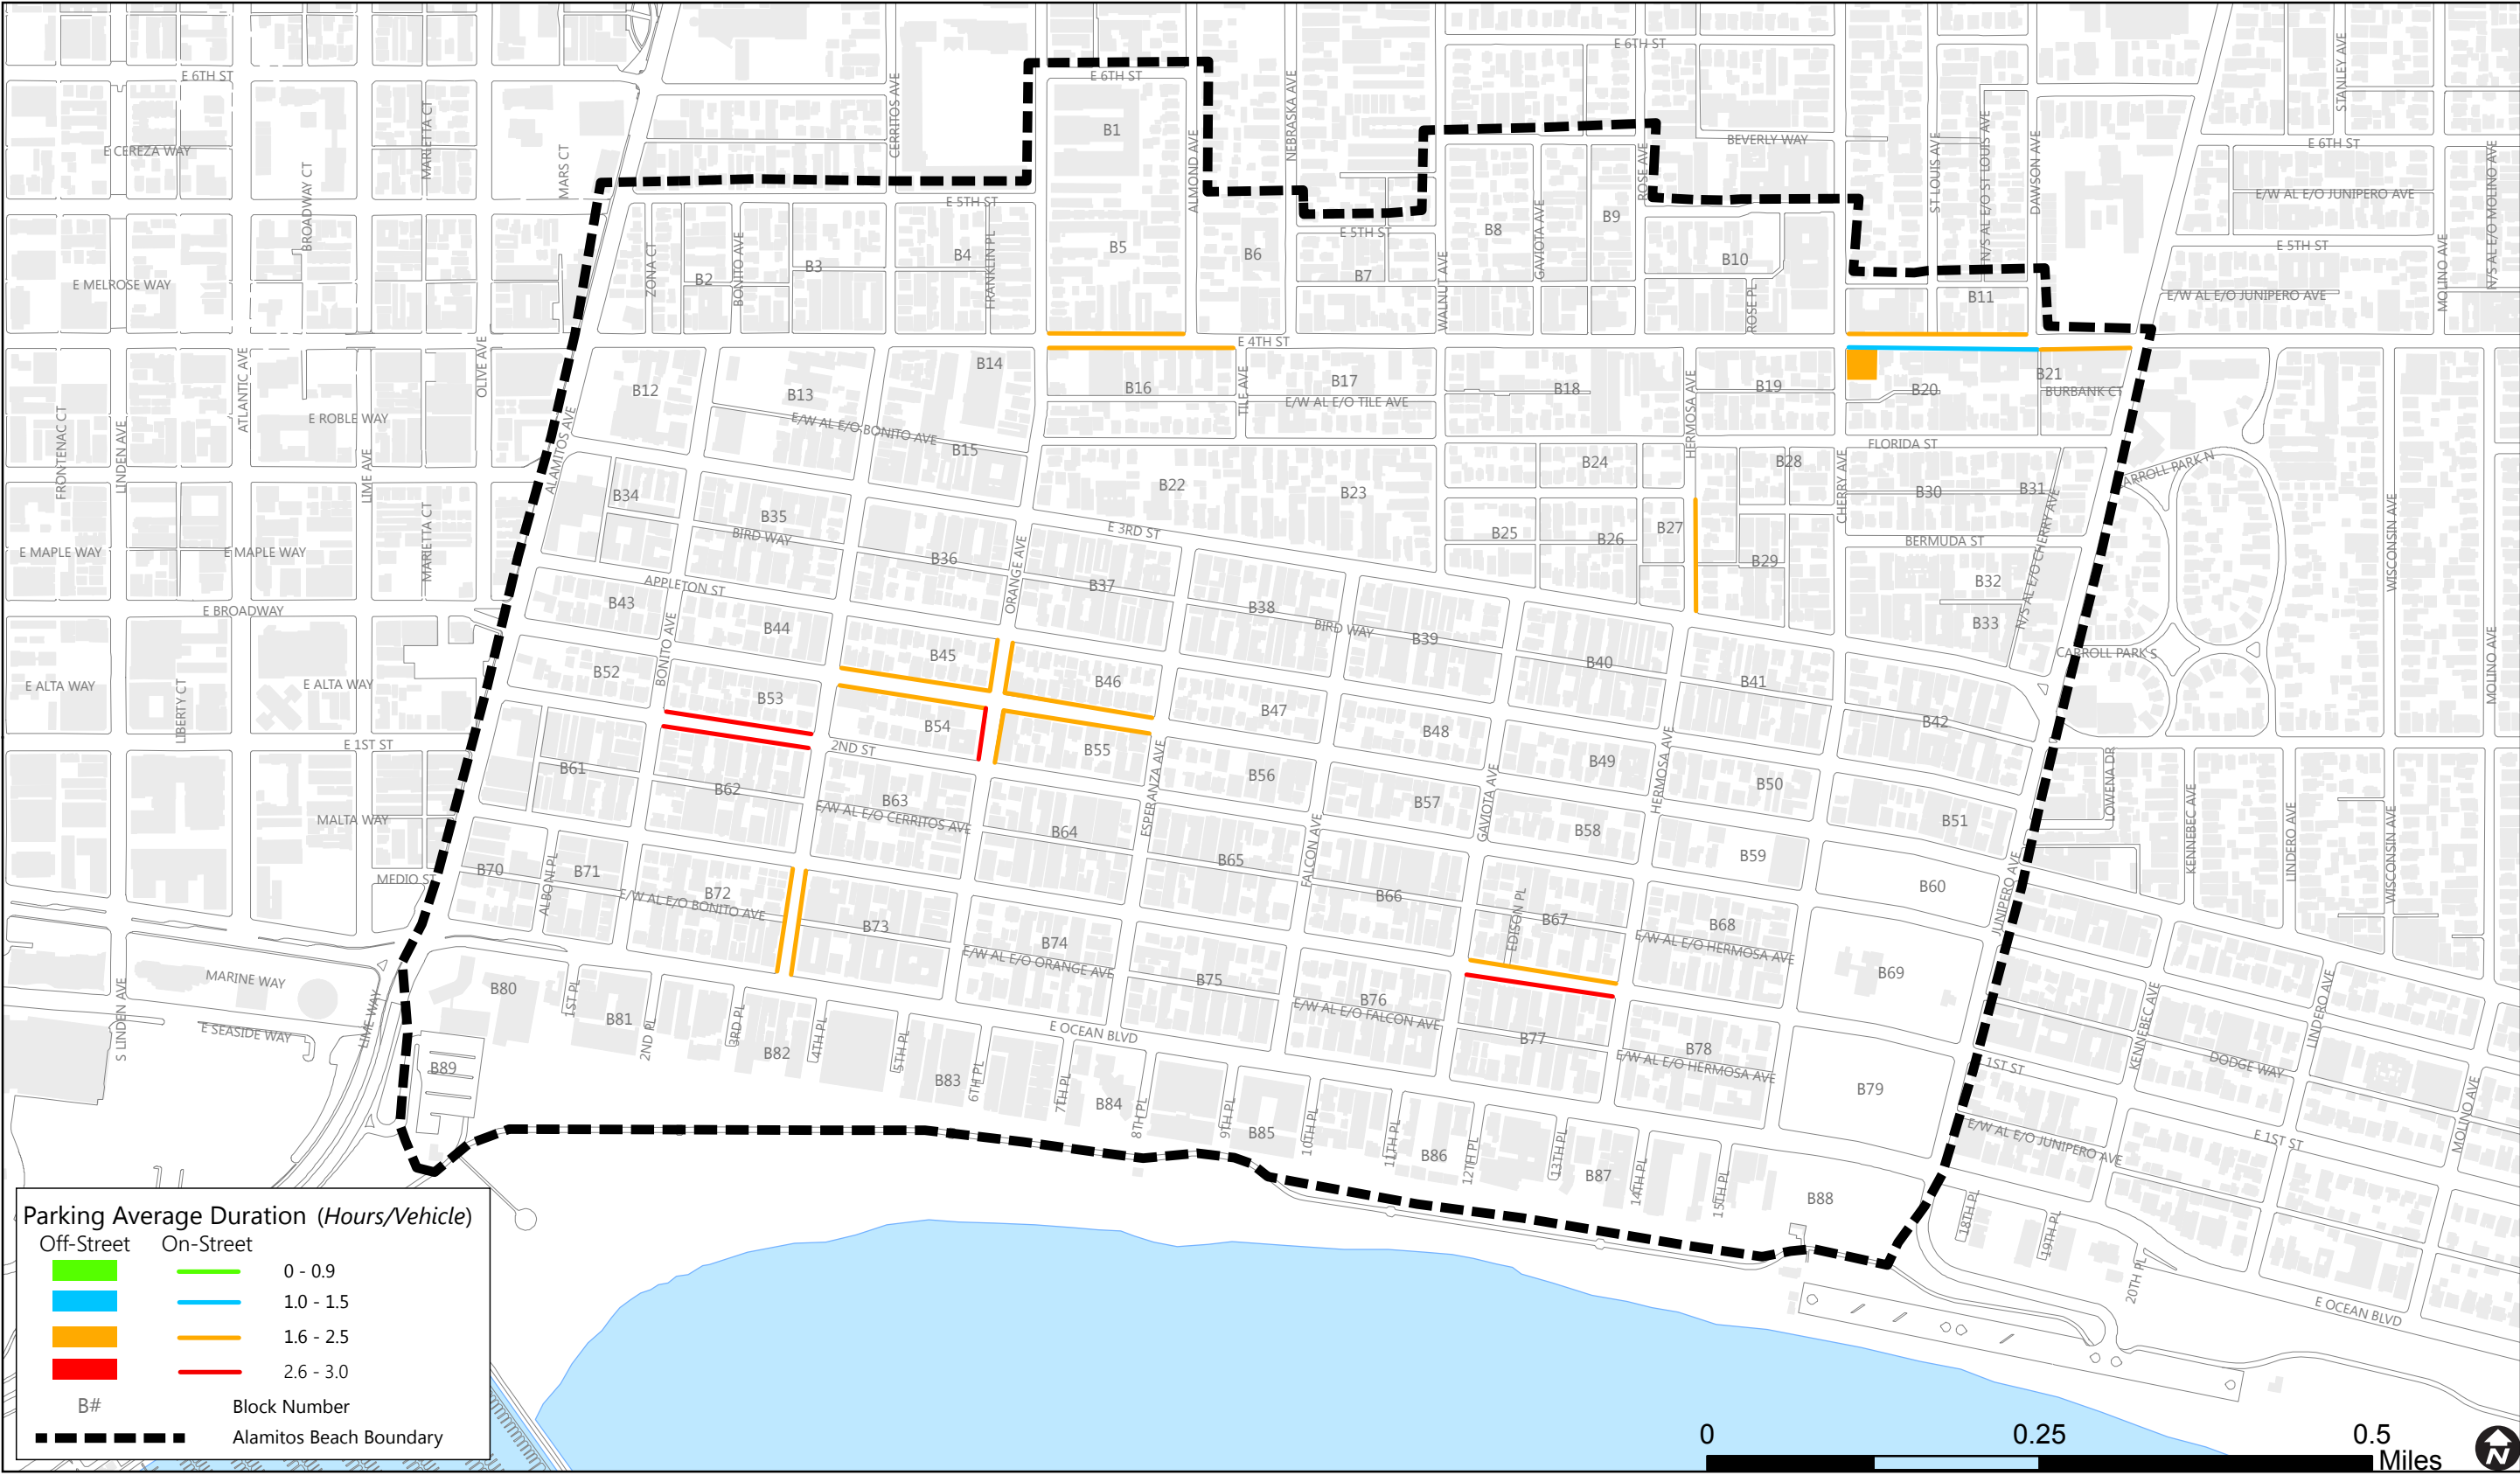 E 6TH ST
E CEREZA WAY
BROADWAY CT
MARIETTA CT
MARS CT
CERRITOS AVE
E 6TH ST
B1
ALMOND AVE
NEBRASKA AVE
E 6TH ST
BEVERLY WAY
ROSE AVE
ST LOUIS AVE
N/S AL E/O ST LOUIS AVE
DAWSON AVE
STANLEY AVE
E 6TH ST
E/W AL E/O JUNIPERO AVE
E 5TH ST
MOLINO AVE
N/S AL E/O MOLINO AVE
E/W AL E/O JUNIPERO AVE
E MELROSE WAY
ZONA CT
B2
BONITO AVE
B3
B4
FRANKLIN PL
E 5TH ST
B5
B6
E 5TH ST
B7
WALNUT AVE
B8
GAVIOTA AVE
B9
B10
ROSE PL
B11
E 4TH ST
FRONTENAC CT
LINDEN AVE
ATLANTIC AVE
E ROBLE WAY
LIME AVE
OLIVE AVE
ALAMITOS AVE
B12
B13
E/W AL E/O BONITO AVE
B14
B15
B16
TILE AVE
B17
E/W AL E/O TILE AVE
B18
HERMOSA AVE
B19
B20
B21
BURBANK CT
FLORIDA ST
E MAPLE WAY
E MAPLE WAY
MARIETTA CT
B34
B35
BIRD WAY
B36
ORANGE AVE
B22
B23
E 3RD ST
B37
B24
B25
B26
B27
B28
B29
CHERRY AVE
B30
B31
BERMUDA ST
B32
B33
N/S AL E/O CHERRY AVE
CARROLL PARK N
CARROLL PARK S
WISCONSIN AVE
MOLINO AVE
E BROADWAY
APPLETON ST
B43
B44
BONITO AVE
B45
B46
B38
BIRD WAY
B39
B40
B41
B42
E ALTA WAY
LIBERTY CT
E ALTA WAY
B52
B53
B54
2ND ST
B55
B47
B48
B49
HERMOSA AVE
B50
B51
E 1ST ST
MALTA WAY
B61
B62
B63
E/W AL E/O CERRITOS AVE
B64
ESPERANZA AVE
B56
B57
GAVIOTA AVE
B58
B59
B60
JUNIPERO AVE
LOWENA DR
KENNEBEC AVE
LINDERO AVE
WISCONSIN AVE
MEDIO ST
B70
ALBONI PL
B71
B72
E/W AL E/O BONITO AVE
B73
B74
E/W AL E/O ORANGE AVE
B65
FALCON AVE
B66
B75
B76
E/W AL E/O FALCON AVE
EDISON PL
B67
B68
E/W AL E/O HERMOSA AVE
B69
B77
B78
E/W AL E/O HERMOSA AVE
B79
MARINE WAY
S LINDEN AVE
E SEASIDE WAY
LIME WAY
B89
B80
1ST PL
B81
2ND PL
3RD PL
B82
4TH PL
5TH PL
B83
6TH PL
E OCEAN BLVD
7TH PL
B84
8TH PL
9TH PL
B85
10TH PL
11TH PL
B86
12TH PL
13TH PL
B87
14TH PL
15TH PL
B88
1ST ST
KENNEBEC AVE
DODGE WAY
LINDERO AVE
MOLINO AVE
E/W AL E/O JUNIPERO AVE
E 1ST ST
18TH PL
19TH PL
20TH PL
E OCEAN BLVD
Parking Average Duration (Hours/Vehicle)
Off-Street On-Street
0 - 0.9
1.0 - 1.5
1.6 - 2.5
2.6 - 3.0
B# Block Number
Alamitos Beach Boundary
0 0.25 0.5
Miles
N